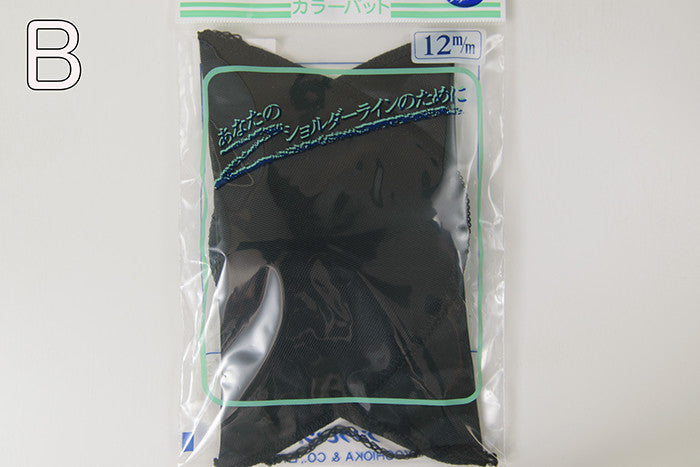 B
カラーパット
12m/m
あなたの
ショルダーラインのために